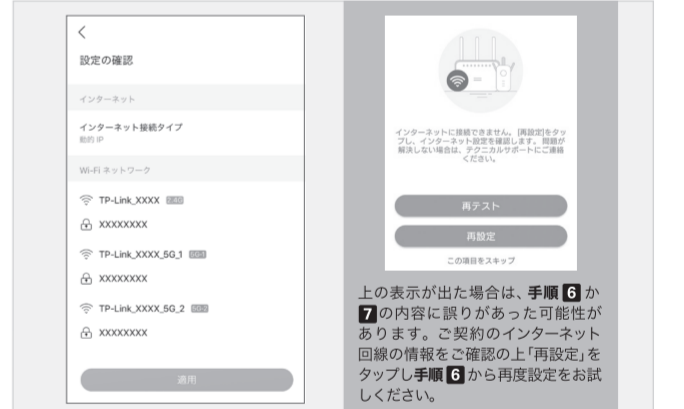 設定の確認
インターネット
インターネット接続タイプ
動的 IP
Wi-Fi ネットワーク
TP-Link_XXXX 2.4G
XXXXXXXX
TP-Link_XXXX_5G_1 5G-1
XXXXXXXX
TP-Link_XXXX_5G_2 5G-2
XXXXXXXX
適用
インターネットに接続できません。[再設定]をタッ
プし、インターネット設定を確認します。問題が
解決しない場合は、テクニカルサポートにご連絡
ください。
再テスト
再設定
この項目をスキップ
上の表示が出た場合は、手順 6 か
7 の内容に誤りがあった可能性が
あります。ご契約のインターネット
回線の情報をご確認の上「再設定」を
タップし手順 6 から再度設定をお試
しください。